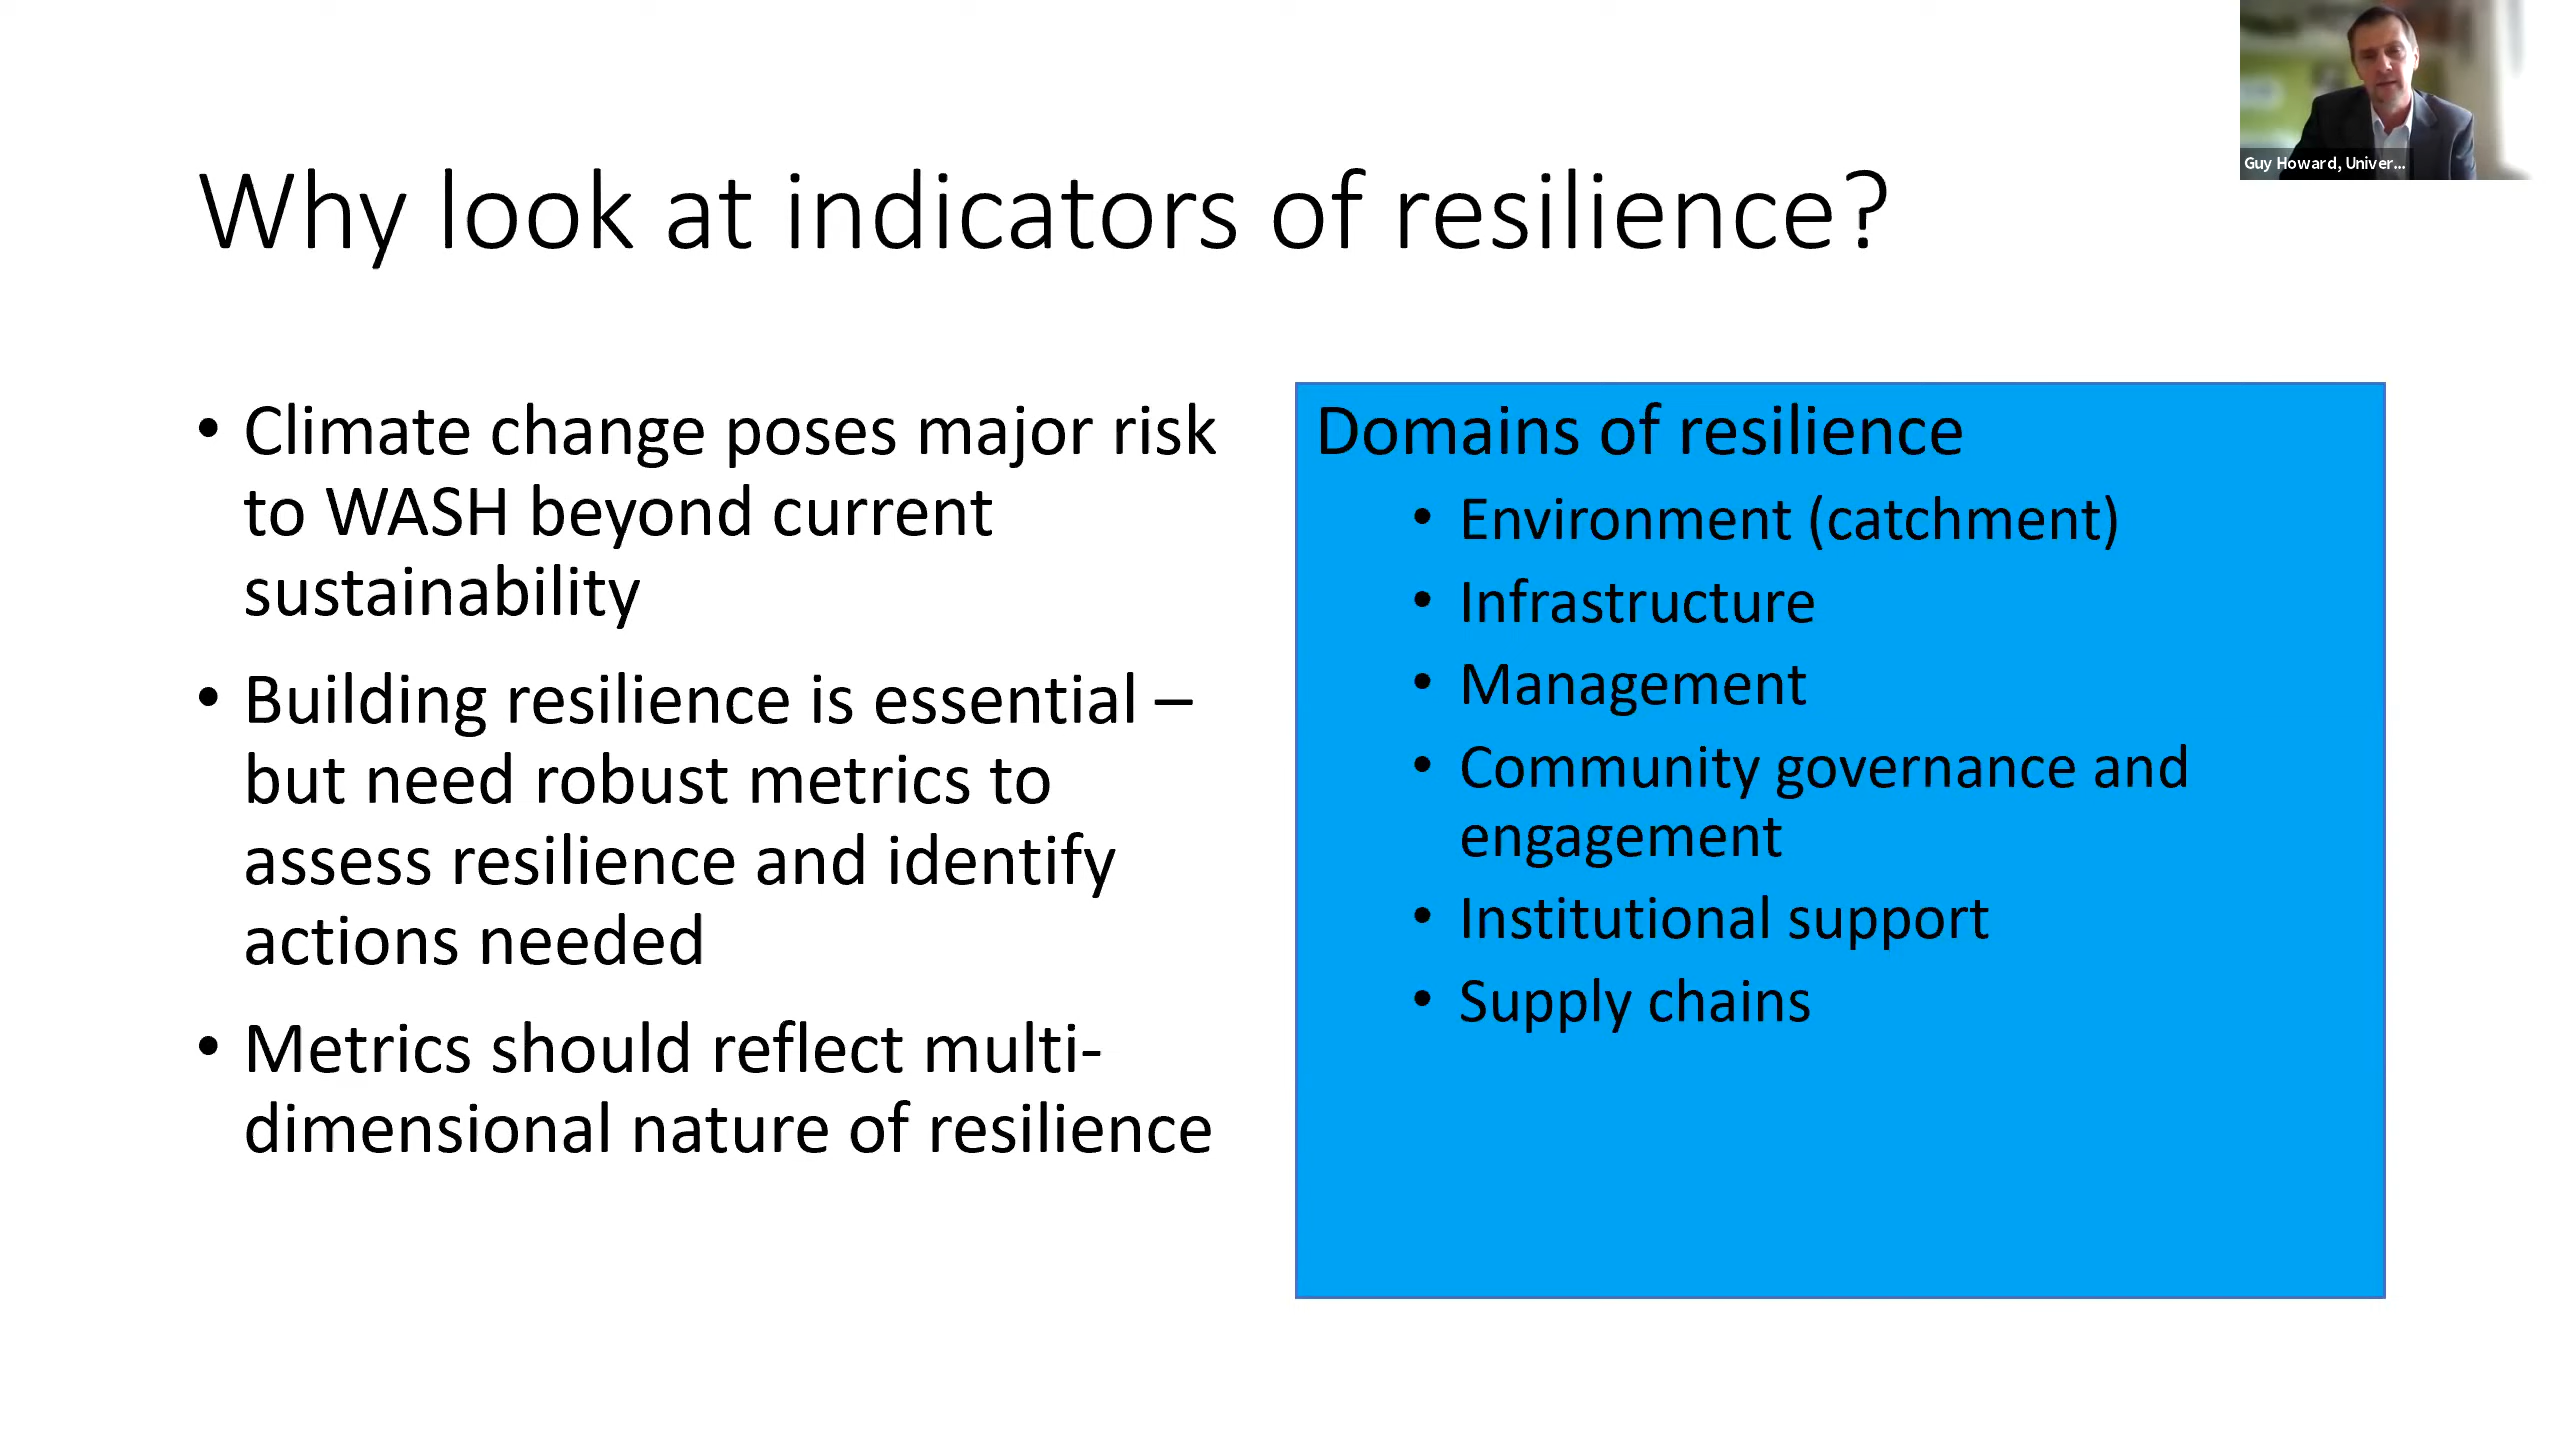 Why look at indicators of resilience?
• Climate change poses major risk
to WASH beyond current
sustainability
• Building resilience is essential –
but need robust metrics to
assess resilience and identify
actions needed
• Metrics should reflect multi-
dimensional nature of resilience
Domains of resilience
• Environment (catchment)
• Infrastructure
• Management
• Community governance and
engagement
• Institutional support
• Supply chains
Guy Howard, Univer...